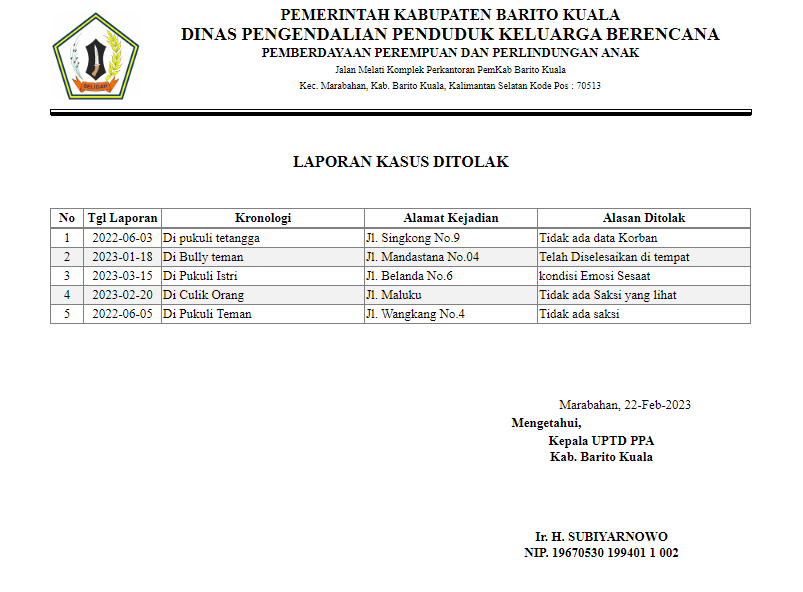 PEMERINTAH KABUPATEN BARITO KUALA
DINAS PENGENDALIAN PENDUDUK KELUARGA BERENCANA
PEMBERDAYAAN PEREMPUAN DAN PERLINDUNGAN ANAK
Jalan Melati Komplek Perkantoran PemKab Barito Kuala
Kec. Marabahan, Kab. Barito Kuala, Kalimantan Selatan Kode Pos : 70513
SELIDAH
LAPORAN KASUS DITOLAK
No Tgl Laporan Kronologi Alamat Kejadian Alasan Ditolak
1 2022-06-03 Di pukuli tetangga Jl. Singkong No.9 Tidak ada data Korban
2 2023-01-18 Di Bully teman Jl. Mandastana No.04 Telah Diselesaikan di tempat
3 2023-03-15 Di Pukuli Istri Jl. Belanda No.6 kondisi Emosi Sesaat
4 2023-02-20 Di Culik Orang Jl. Maluku Tidak ada Saksi yang lihat
5 2022-06-05 Di Pukuli Teman Jl. Wangkang No.4 Tidak ada saksi
Marabahan, 22-Feb-2023
Mengetahui,
Kepala UPTD PPA
Kab. Barito Kuala
Ir. H. SUBIYARNOWO
NIP. 19670530 199401 1 002